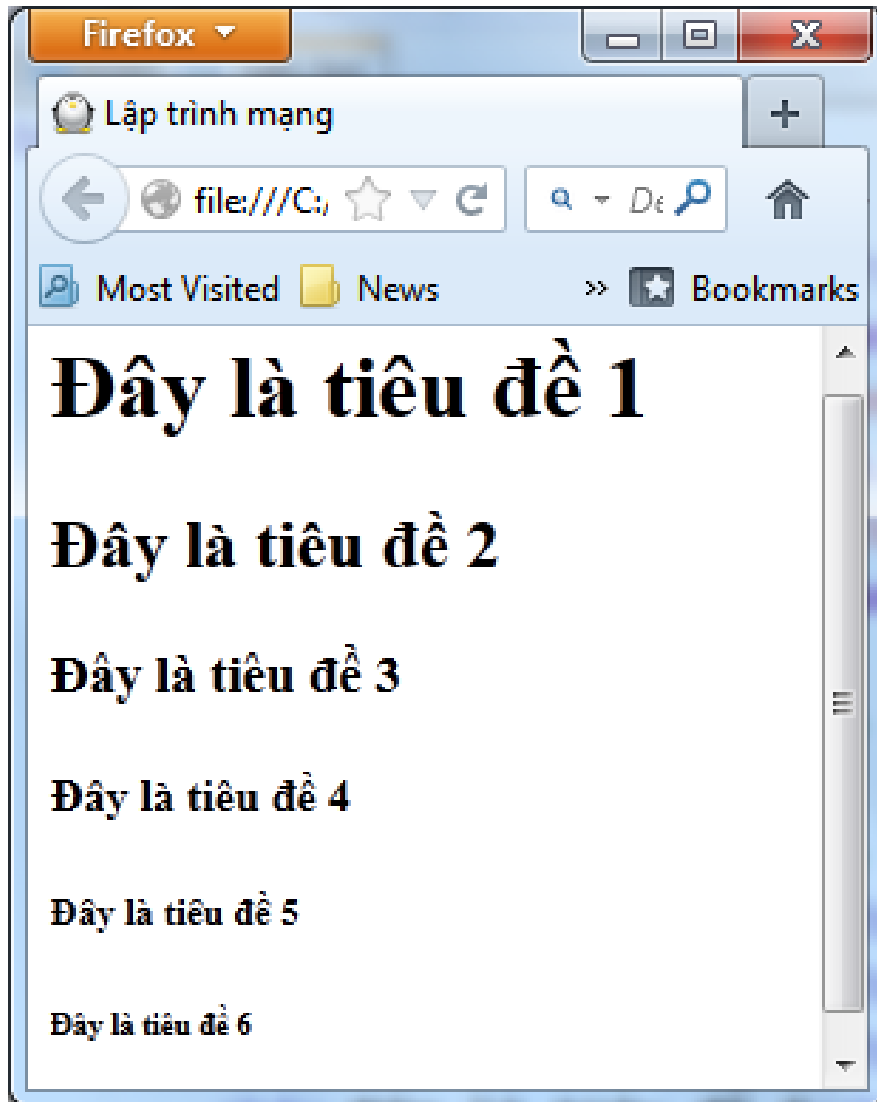 Firefox
Lập trình mạng
file:///C:/
Most Visited News » Bookmarks
Đây là tiêu đề 1
Đây là tiêu đề 2
Đây là tiêu đề 3
Đây là tiêu đề 4
Đây là tiêu đề 5
Đây là tiêu đề 6